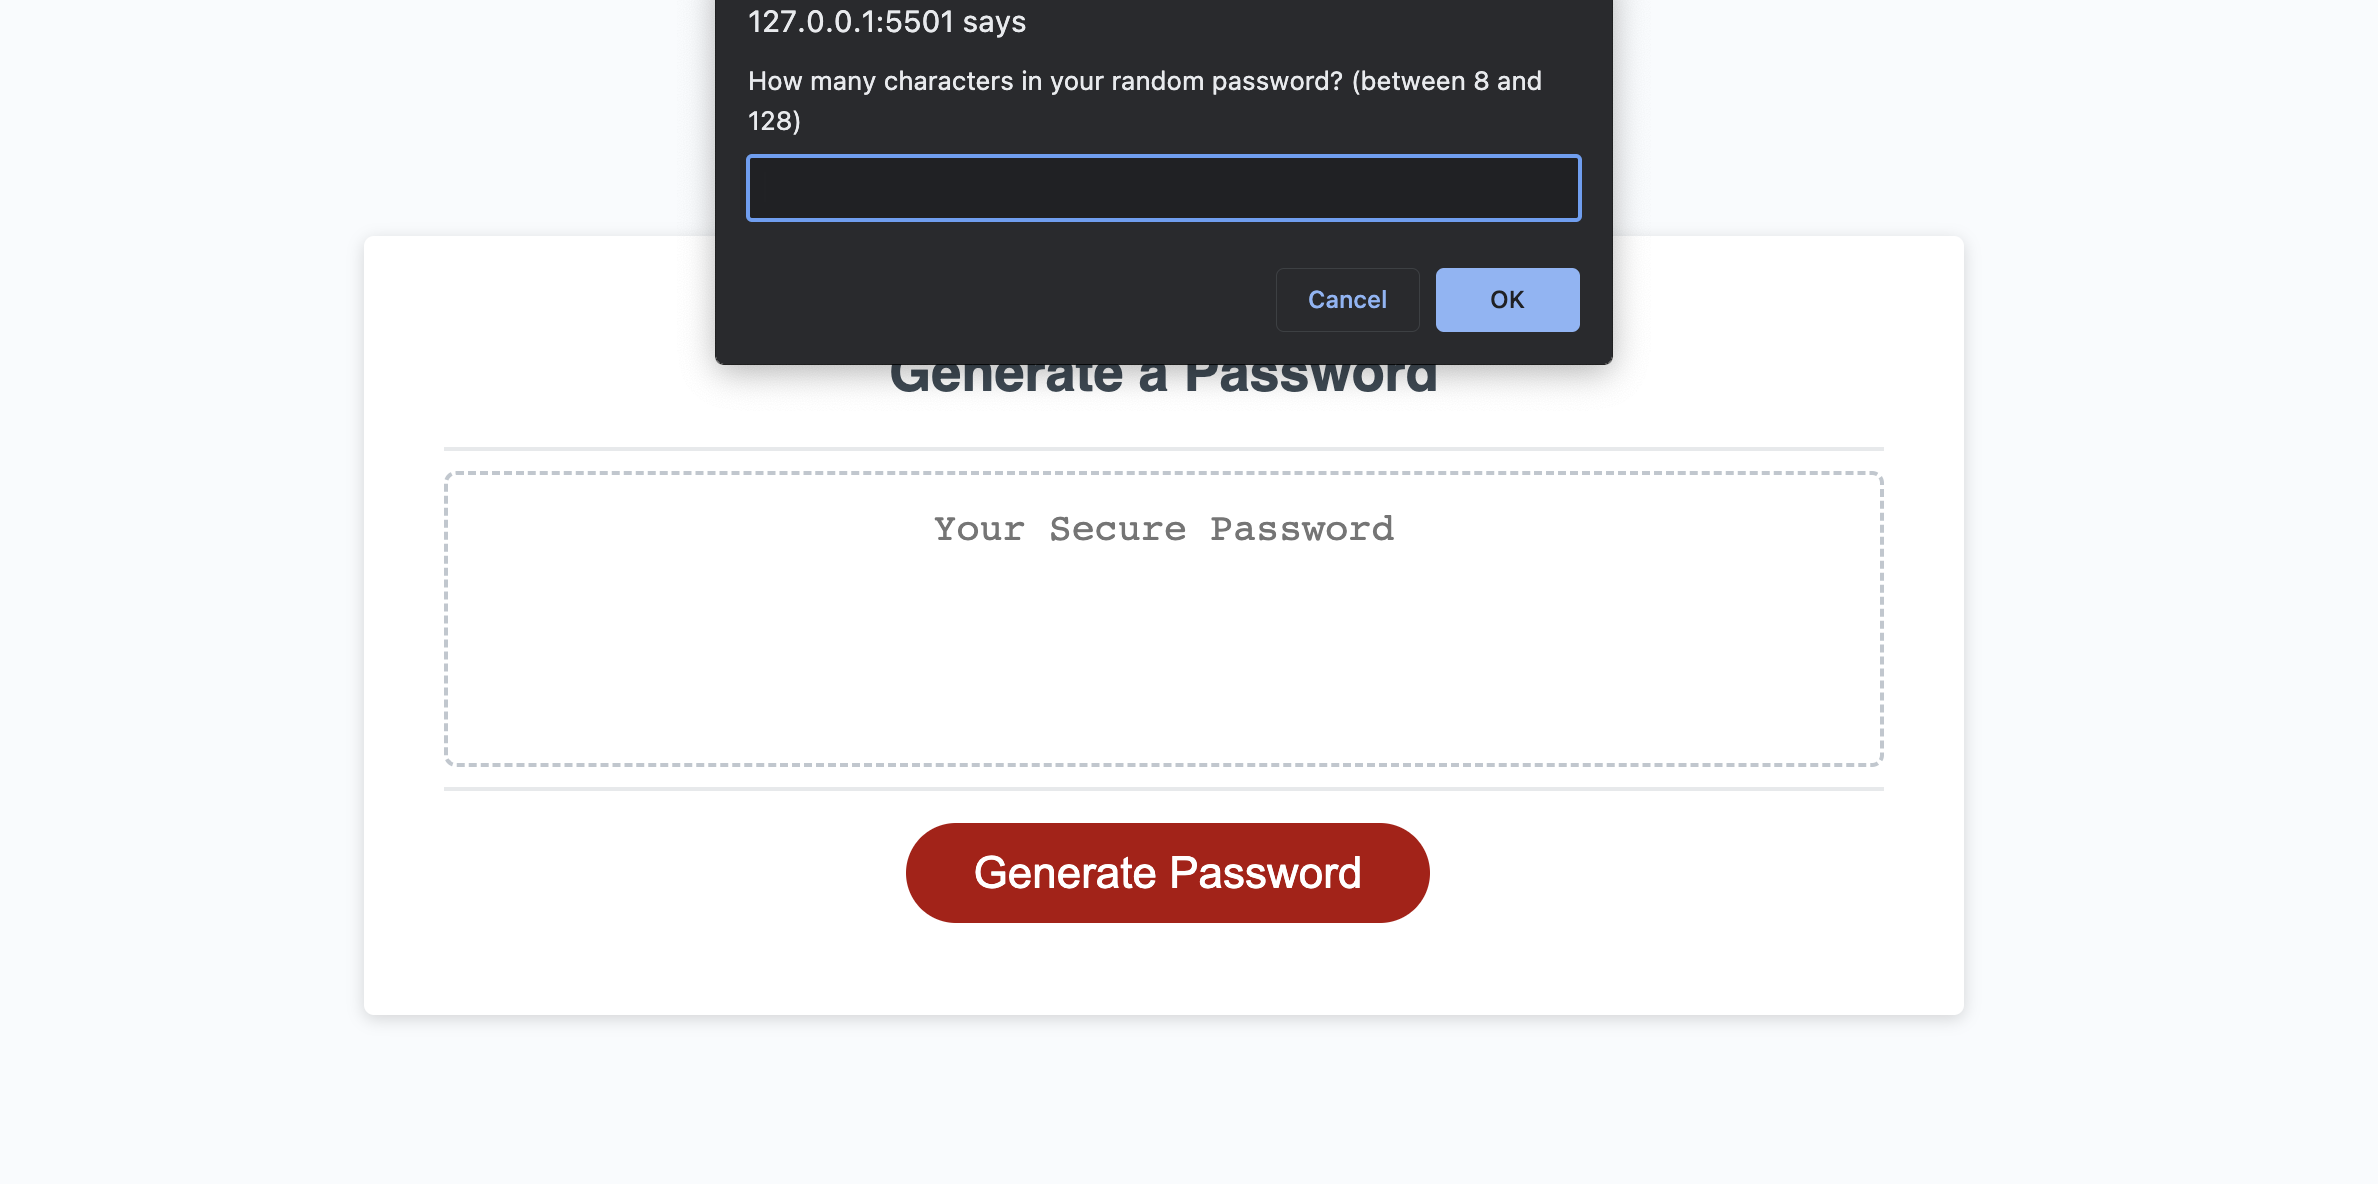 127.0.0.1:5501 says
How many characters in your random password? (between 8 and
128)
Cancel
OK
Generate a Password
Your Secure Password
Generate Password